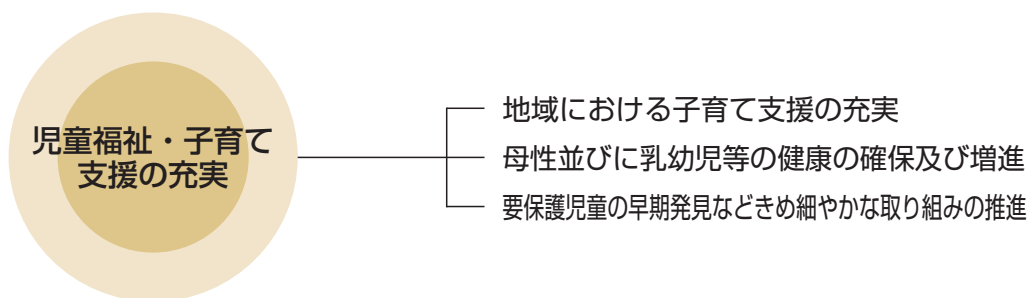 児童福祉・子育て
支援の充実
地域における子育て支援の充実
母性並びに乳幼児等の健康の確保及び増進
要保護児童の早期発見などきめ細やかな取り組みの推進